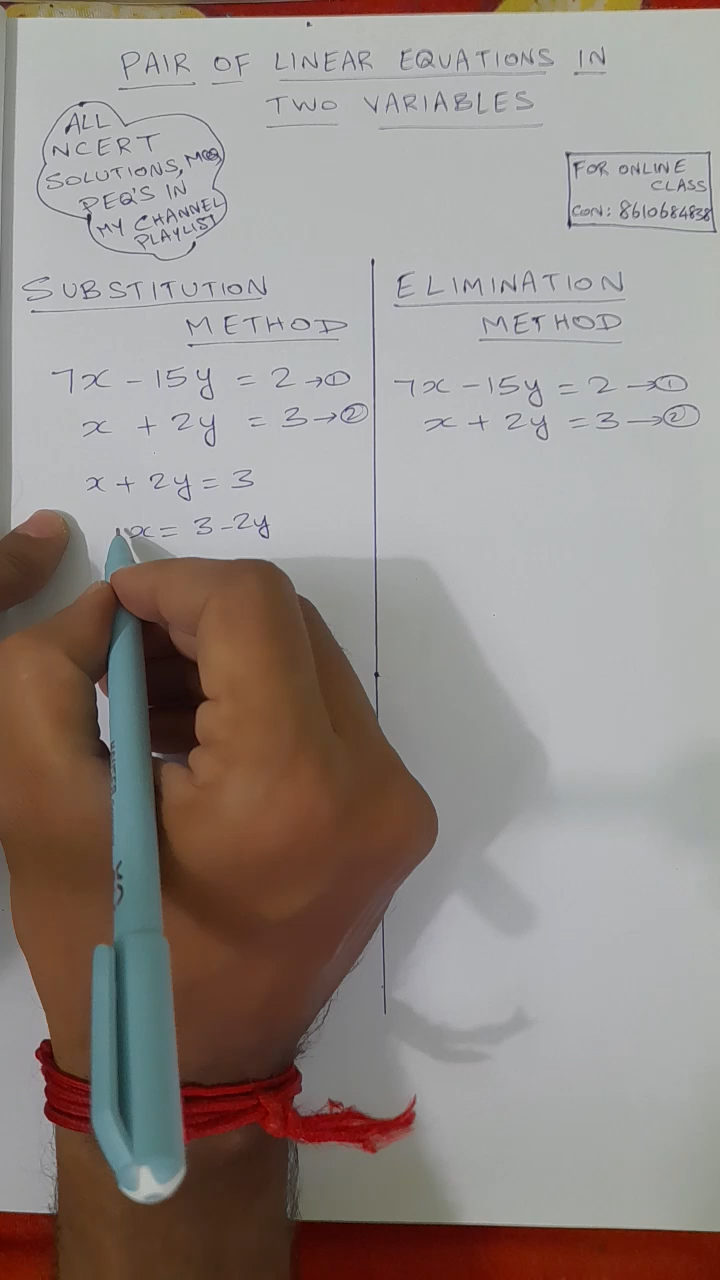 PAIR OF LINEAR EQUATIONS IN
TWO VARIABLES
ALL
NCERT
SOLUTIONS, MCQ
PEQ'S IN
MY CHANNEL
PLAYLIST
FOR ONLINE
CLASS
CON: 8610684838
SUBSTITUTION
METHOD
7x - 15y = 2 →①
x + 2y = 3 →②
x + 2y = 3
x = 3 - 2y
ELIMINATION
METHOD
7x - 15y = 2 →①
x + 2y = 3 →②